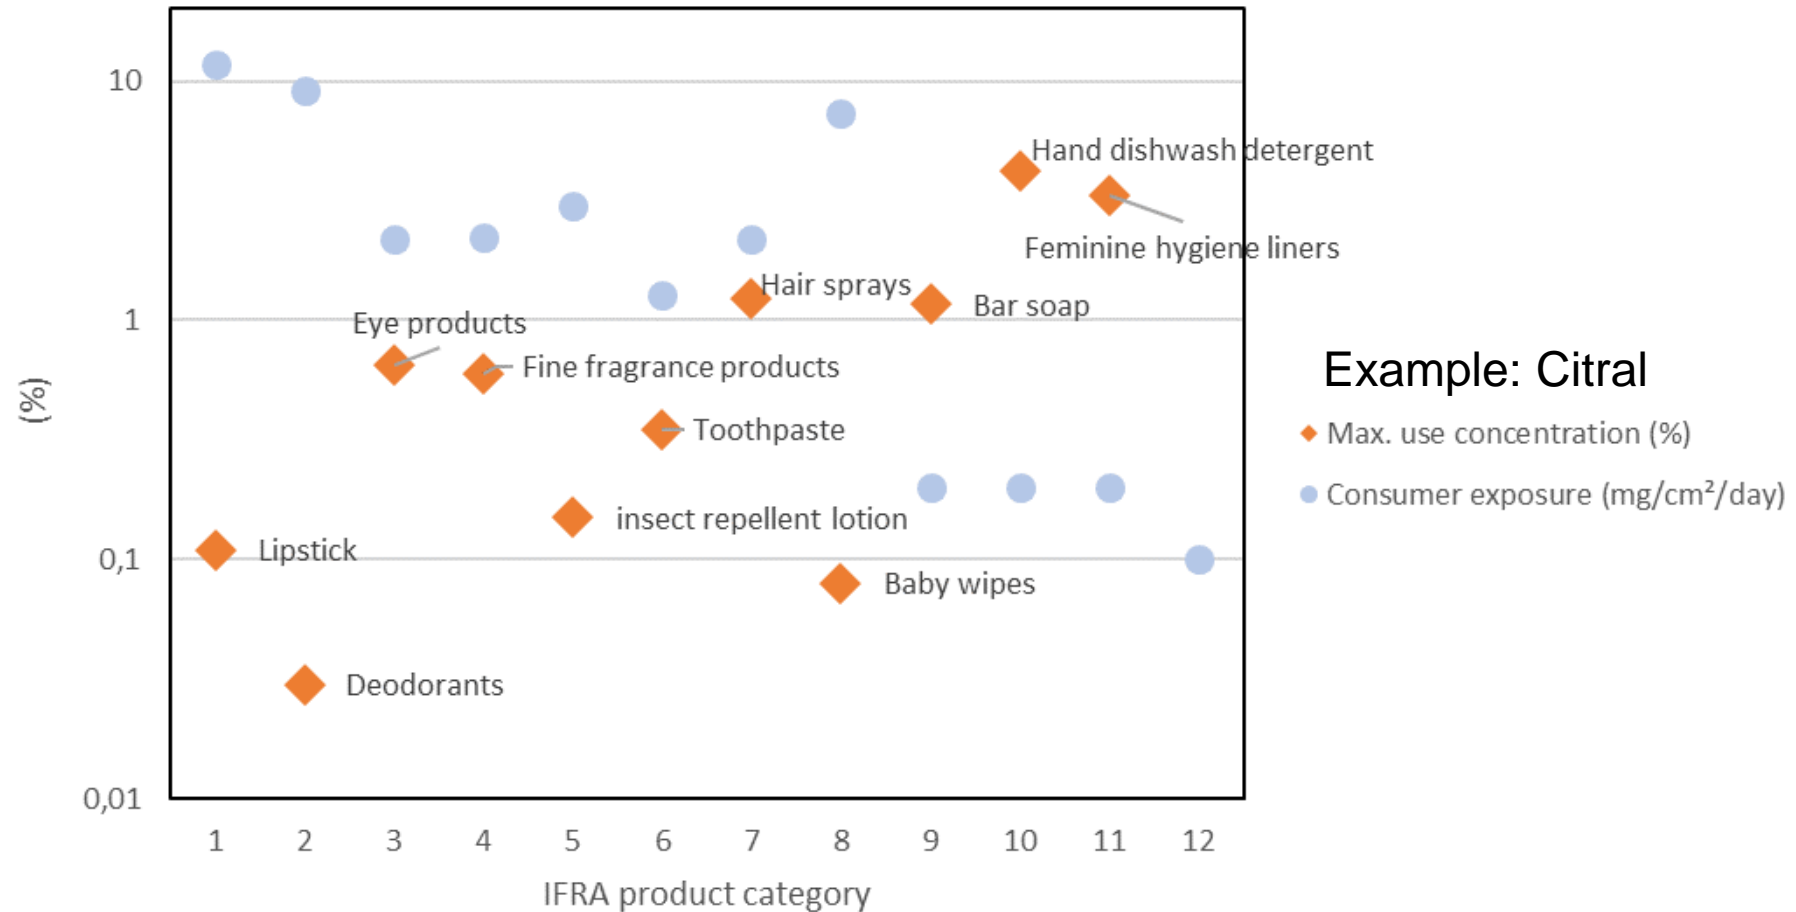 10
Hand dishwash detergent
Feminine hygiene liners
Hair sprays
Bar soap
1
Eye products
Fine fragrance products
Example: Citral
(%)
Toothpaste
Max. use concentration (%)
Consumer exposure (mg/cm²/day)
insect repellent lotion
Lipstick
0,1
Baby wipes
Deodorants
0,01
1 2 3 4 5 6 7 8 9 10 11 12
IFRA product category